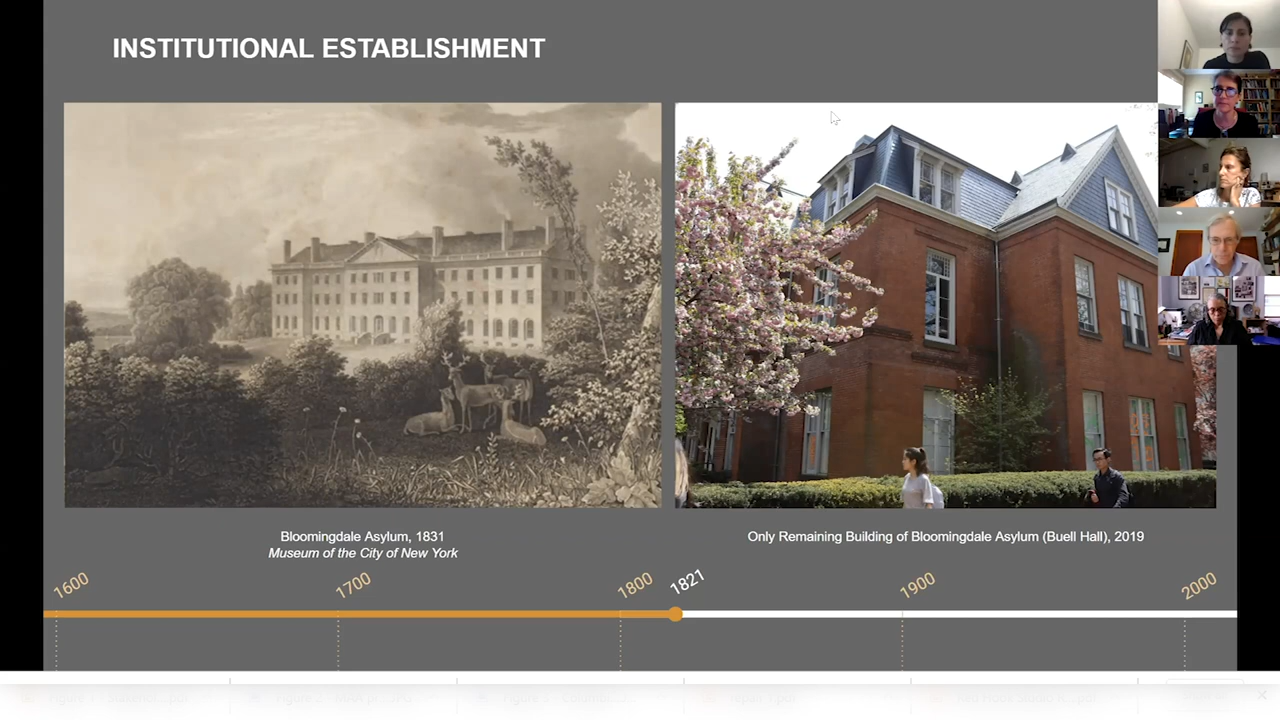 INSTITUTIONAL ESTABLISHMENT
Bloomingdale Asylum, 1831
Museum of the City of New York
Only Remaining Building of Bloomingdale Asylum (Buell Hall), 2019
1600
1700
1800
1821
1900
2000